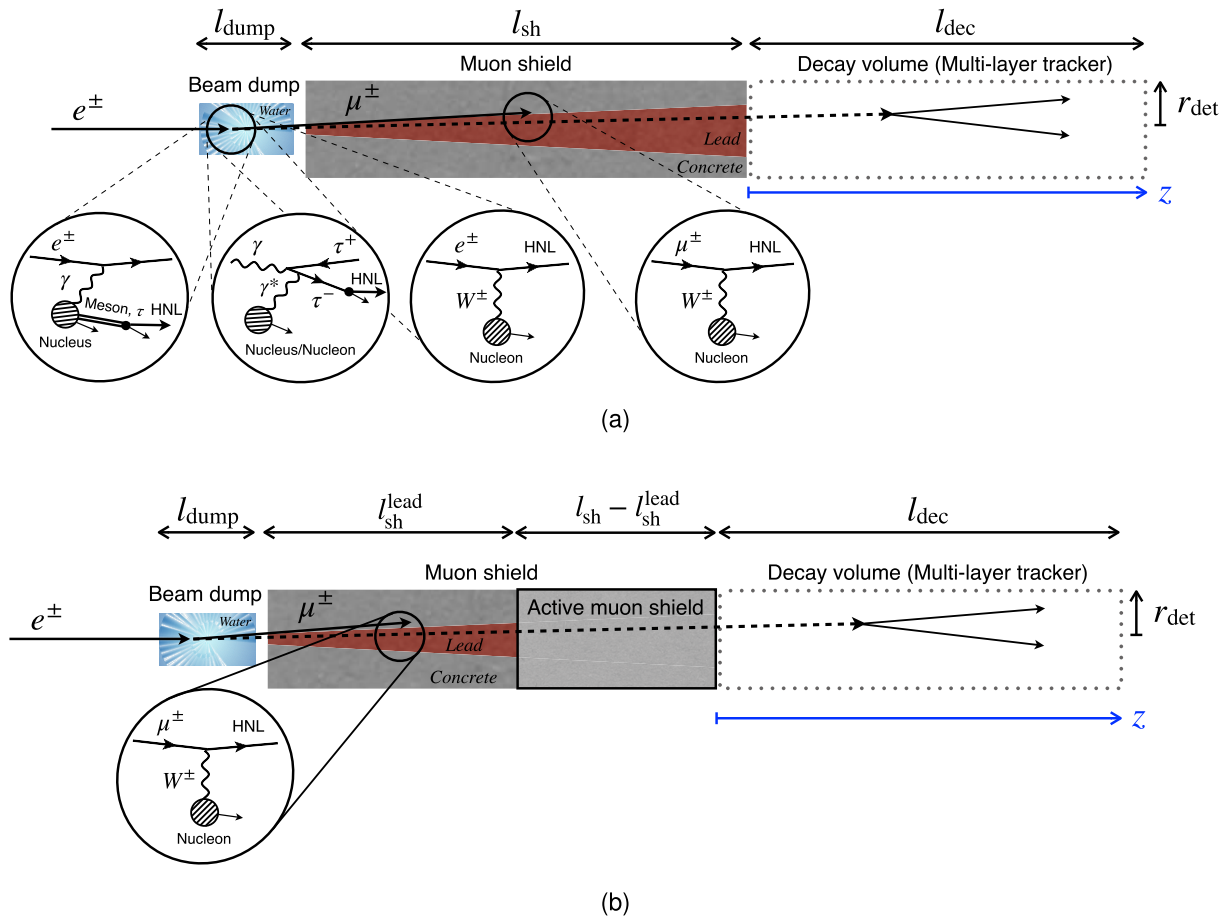 l_dump l_sh l_dec
Muon shield Decay volume (Multi-layer tracker)
Beam dump
Water
e± μ± r_det
Lead
Concrete
z
e± γ Meson, τ HNL Nucleus
γ τ+ γ* τ− HNL Nucleus/Nucleon
e± HNL W± Nucleon
μ± HNL W± Nucleon
(a)
l_dump l_sh^lead l_sh − l_sh^lead l_dec
Muon shield Decay volume (Multi-layer tracker)
Beam dump
Water
e± μ± Active muon shield r_det
Lead
Concrete
z
μ± HNL
W±
Nucleon
(b)